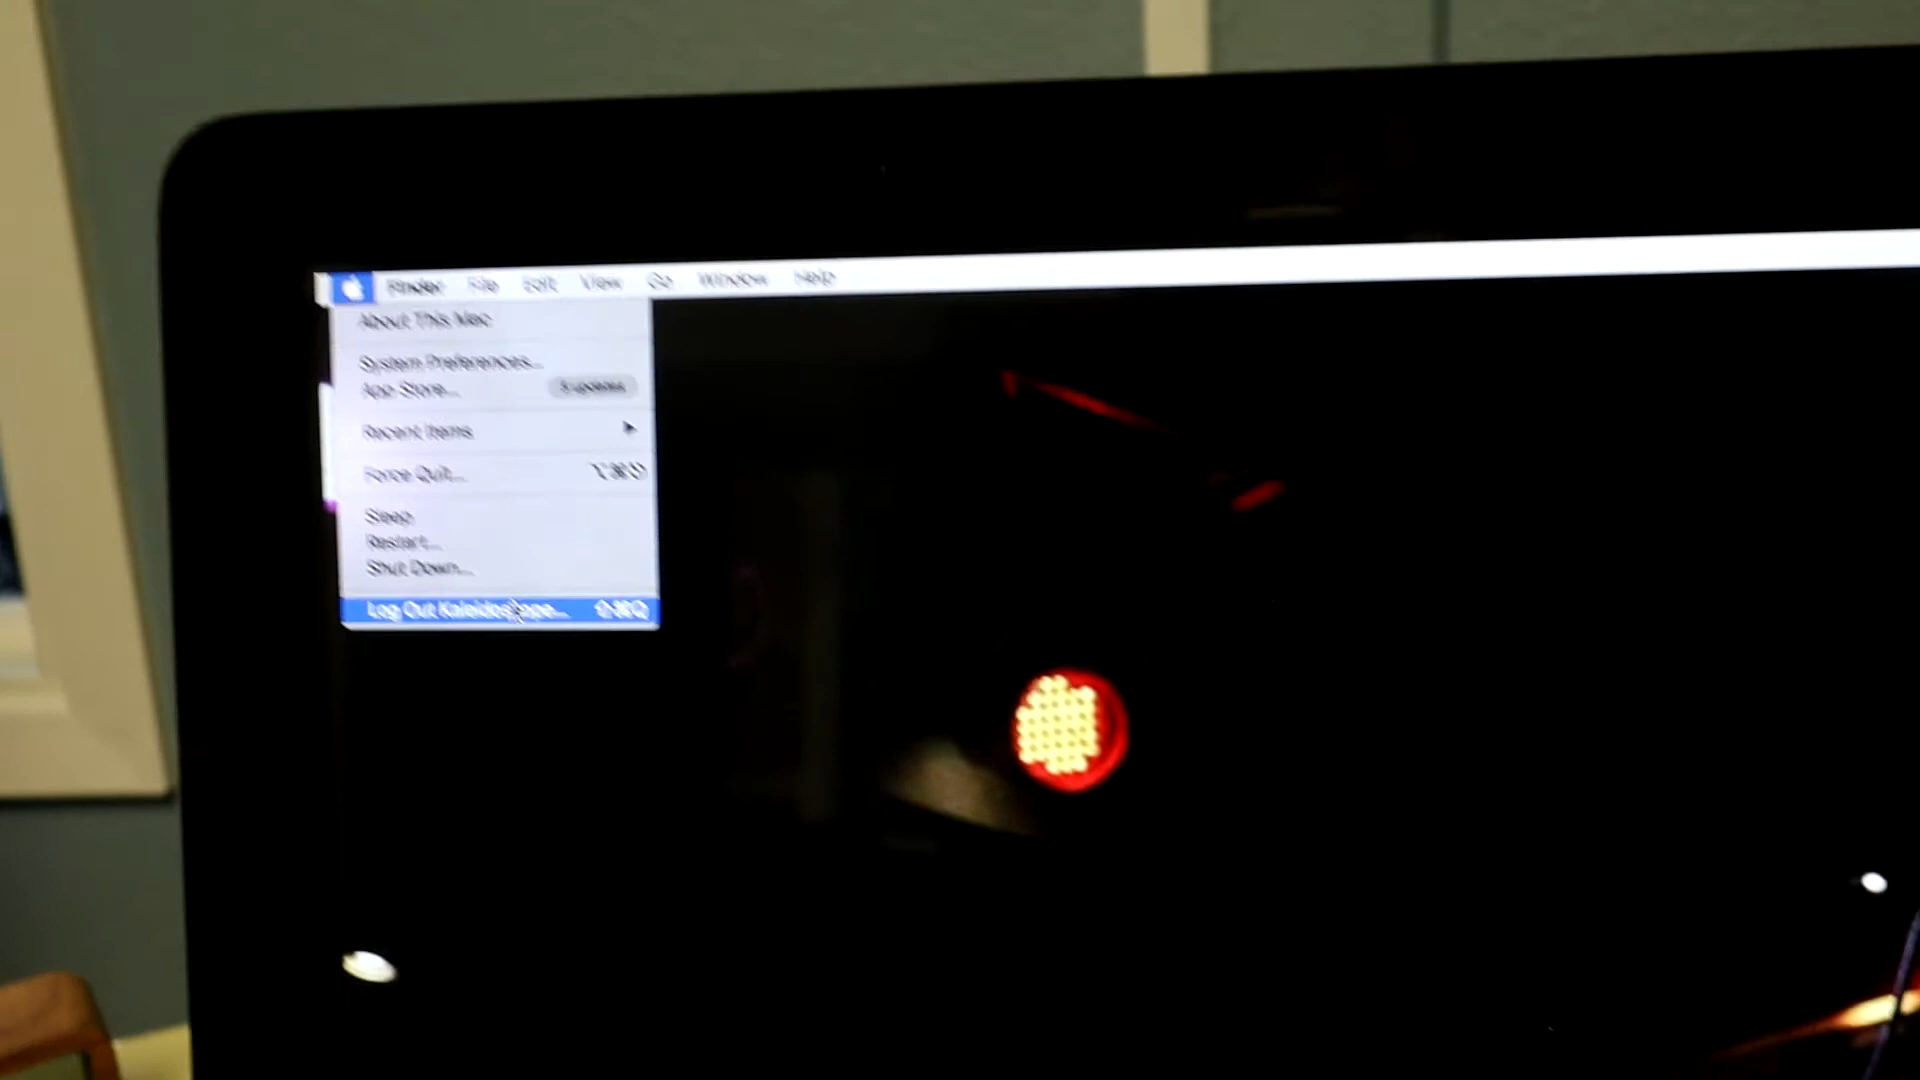 Finder File Edit View Go Window Help
About This Mac
System Preferences...
App Store...
Recent Items ▶
Force Quit... ⌥⌘⎋
Sleep
Restart...
Shut Down...
Log Out Kaleidoscope... ⇧⌘Q